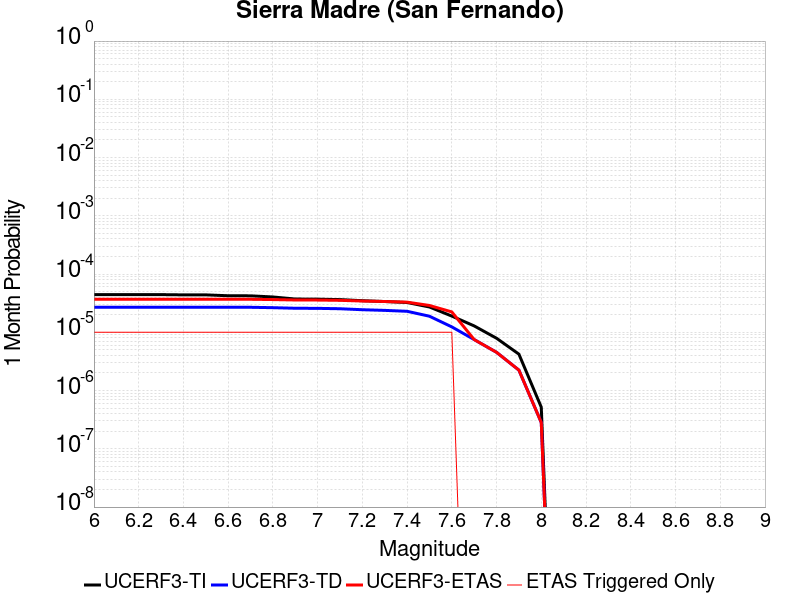 Sierra Madre (San Fernando)
10^0
10^-1
10^-2
10^-3
10^-4
10^-5
10^-6
10^-7
10^-8
1 Month Probability
6 6.2 6.4 6.6 6.8 7 7.2 7.4 7.6 7.8 8 8.2 8.4 8.6 8.8 9
Magnitude
UCERF3-TI UCERF3-TD UCERF3-ETAS ETAS Triggered Only